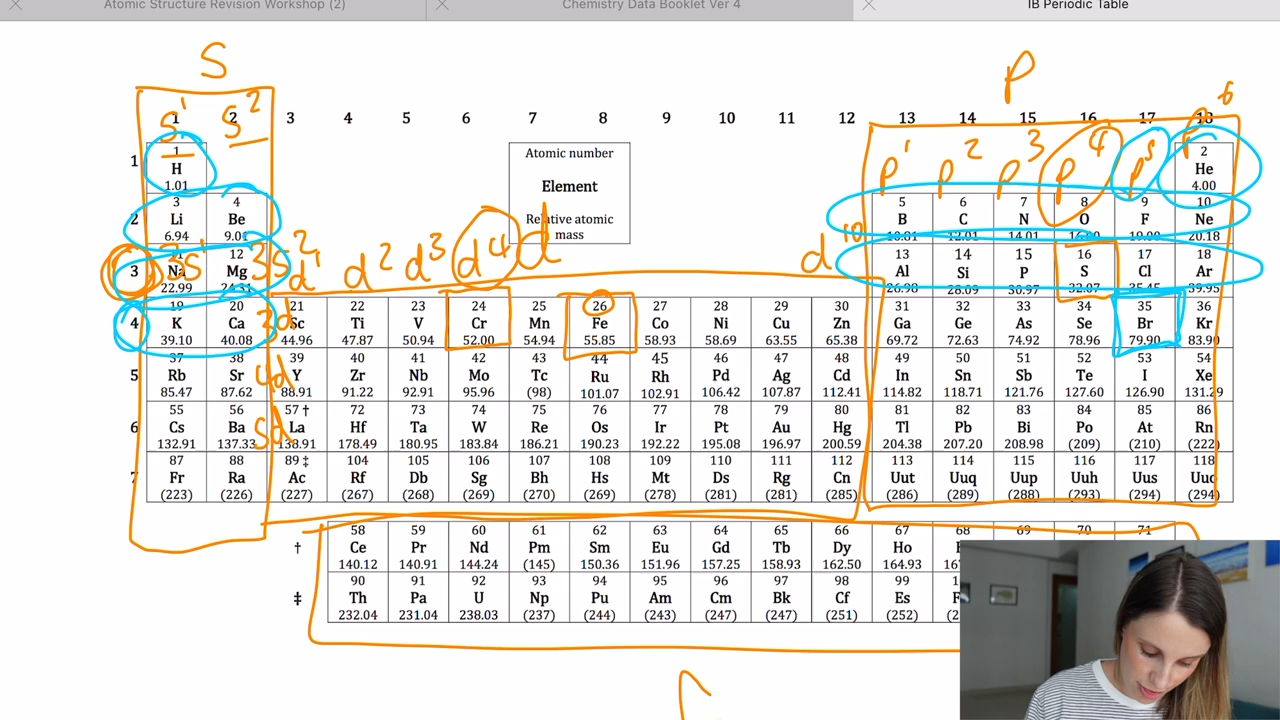 Atomic Structure Revision Workshop (2) Chemistry Data Booklet Ver 4 IB Periodic Table
S p
s¹ s² p¹ p² p³ p⁴ p⁵ p⁶
1 2 3 4 5 6 7 8 9 10 11 12 13 14 15 16 17 18
1 1 Atomic number 2
H Element He
1.01 Relative atomic mass 4.00
3 4 5 6 7 8 9 10
2 Li Be B C N O F Ne
6.94 9.01 10.81 12.01 14.01 16.00 19.00 20.18
3s¹ 3s² d¹ d² d³ d⁴ d d¹⁰
12 13 14 15 16 17 18
3 Na Mg Al Si P S Cl Ar
22.99 24.31 26.98 28.09 30.97 32.07 35.45 39.95
19 20 21 22 23 24 25 26 27 28 29 30 31 32 33 34 35 36
4 K Ca 3d Sc Ti V Cr Mn Fe Co Ni Cu Zn Ga Ge As Se Br Kr
39.10 40.08 44.96 47.87 50.94 52.00 54.94 55.85 58.93 58.69 63.55 65.38 69.72 72.63 74.92 78.96 79.90 83.90
37 38 39 40 41 42 43 44 45 46 47 48 49 50 51 52 53 54
5 Rb Sr 4d Y Zr Nb Mo Tc Ru Rh Pd Ag Cd In Sn Sb Te I Xe
85.47 87.62 88.91 91.22 92.91 95.96 (98) 101.07 102.91 106.42 107.87 112.41 114.82 118.71 121.76 127.60 126.90 131.29
55 56 57 † 72 73 74 75 76 77 78 79 80 81 82 83 84 85 86
6 Cs Ba 5d La Hf Ta W Re Os Ir Pt Au Hg Tl Pb Bi Po At Rn
132.91 137.33 138.91 178.49 180.95 183.84 186.21 190.23 192.22 195.08 196.97 200.59 204.38 207.20 208.98 (209) (210) (222)
87 88 89 ‡ 104 105 106 107 108 109 110 111 112 113 114 115 116 117 118
7 Fr Ra Ac Rf Db Sg Bh Hs Mt Ds Rg Cn Uut Uuq Uup Uuh Uus Uuo
(223) (226) (227) (267) (268) (269) (270) (269) (278) (281) (281) (285) (286) (289) (288) (293) (294) (294)
58 59 60 61 62 63 64 65 66 67 68 69 70 71
† Ce Pr Nd Pm Sm Eu Gd Tb Dy Ho
140.12 140.91 144.24 (145) 150.36 151.96 157.25 158.93 162.50 164.93
90 91 92 93 94 95 96 97 98 99
‡ Th Pa U Np Pu Am Cm Bk Cf Es
232.04 231.04 238.03 (237) (244) (243) (247) (247) (251) (252)